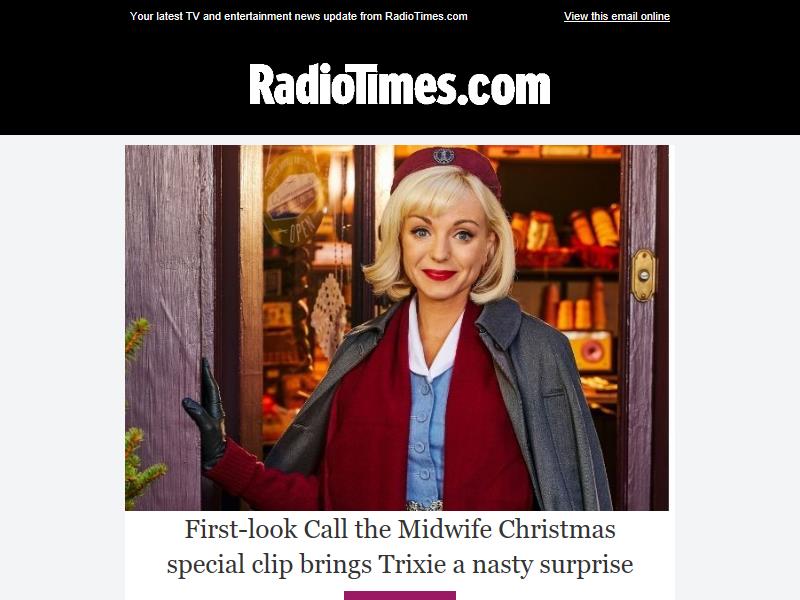 Your latest TV and entertainment news update from RadioTimes.com
View this email online
RadioTimes.com
OPEN
First-look Call the Midwife Christmas
special clip brings Trixie a nasty surprise